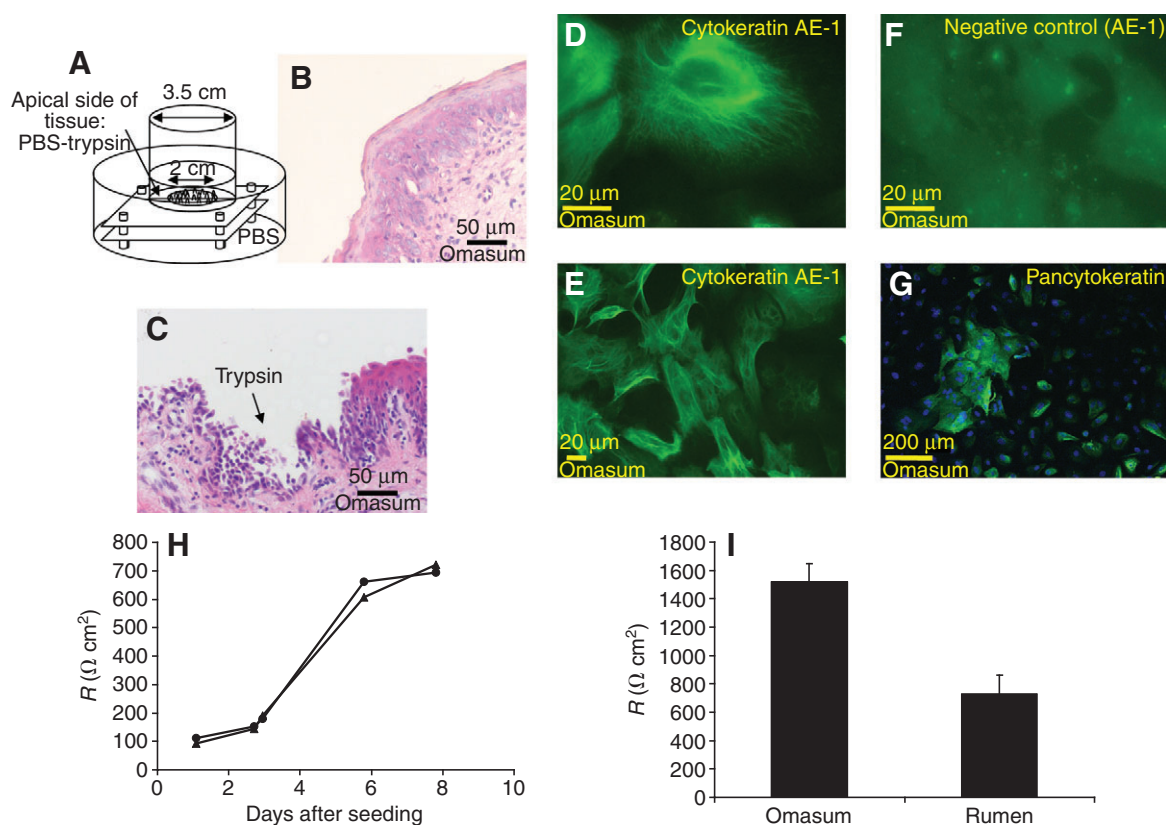 A
3.5 cm
Apical side of
tissue:
PBS-trypsin
2 cm
PBS
B
50 μm
Omasum
C
Trypsin
50 μm
Omasum
D
Cytokeratin AE-1
20 μm
Omasum
F
Negative control (AE-1)
20 μm
Omasum
E
Cytokeratin AE-1
20 μm
Omasum
G
Pancytokeratin
200 μm
Omasum
H
R (Ω cm²)
800
700
600
500
400
300
200
100
0
0 2 4 6 8 10
Days after seeding
I
R (Ω cm²)
1800
1600
1400
1200
1000
800
600
400
200
0
Omasum Rumen